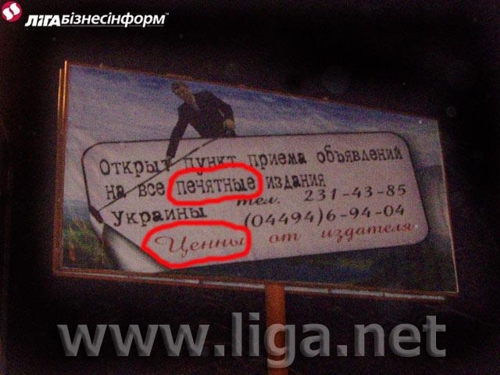 ЛІГАБІЗНЕСІНФОРМ
Открыт пункт приема объявлений
на все печятные издания
Украины тел. 231-43-85
(04494)6-94-04
Ценны от издателя
www.liga.net